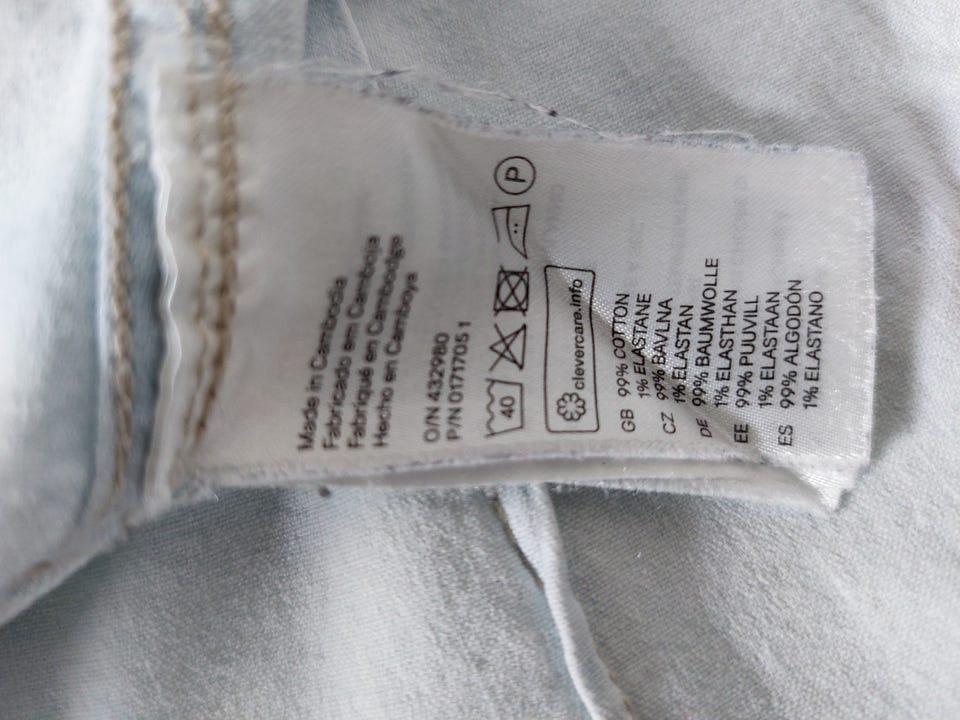 Made in Cambodia
Fabricado em Camboja
Fabriqué en Cambodge
Hecho en Camboya
O/N 432980
P/N 0171705 1
40
P
clevercare.info
GB 99% COTTON
1% ELASTANE
CZ 99% BAVLNA
1% ELASTAN
DE 99% BAUMWOLLE
1% ELASTHAN
EE 99% PUUVILL
1% ELASTAAN
ES 99% ALGODÓN
1% ELASTANO